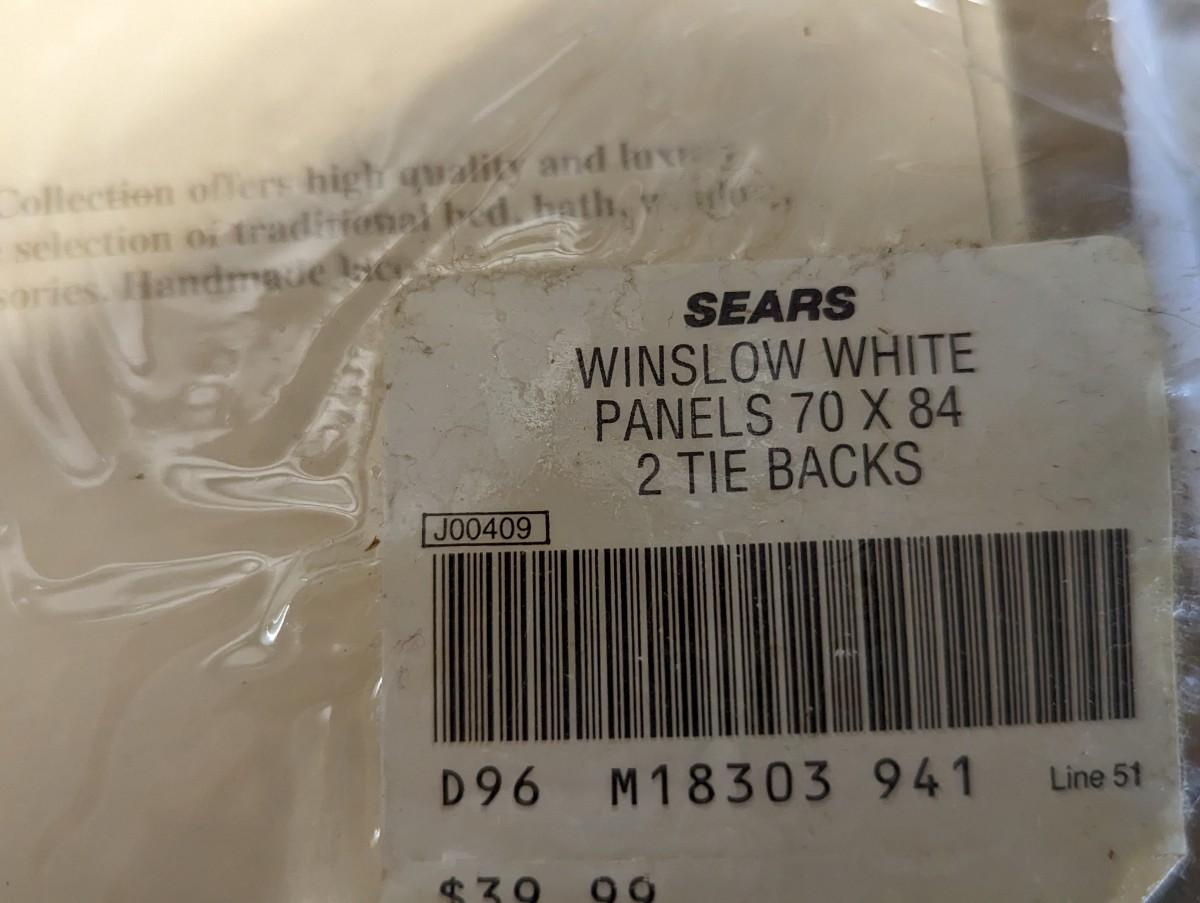 Collection offers high quality and
selection of traditional bed, bath,
sories. Handmade
SEARS
WINSLOW WHITE
PANELS 70 X 84
2 TIE BACKS
J00409
D96 M18303 941 Line 51
$39.99